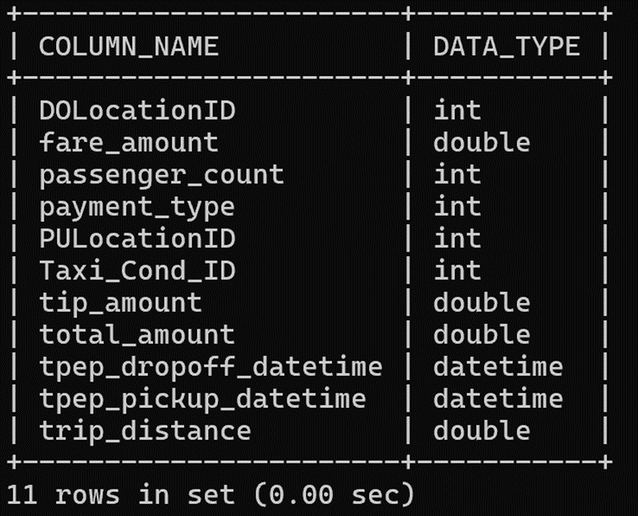 +------------------------+-----------+
| COLUMN_NAME            | DATA_TYPE |
+------------------------+-----------+
| DOLocationID           | int       |
| fare_amount            | double    |
| passenger_count        | int       |
| payment_type           | int       |
| PULocationID           | int       |
| Taxi_Cond_ID           | int       |
| tip_amount             | double    |
| total_amount           | double    |
| tpep_dropoff_datetime  | datetime  |
| tpep_pickup_datetime   | datetime  |
| trip_distance          | double    |
+------------------------+-----------+
11 rows in set (0.00 sec)